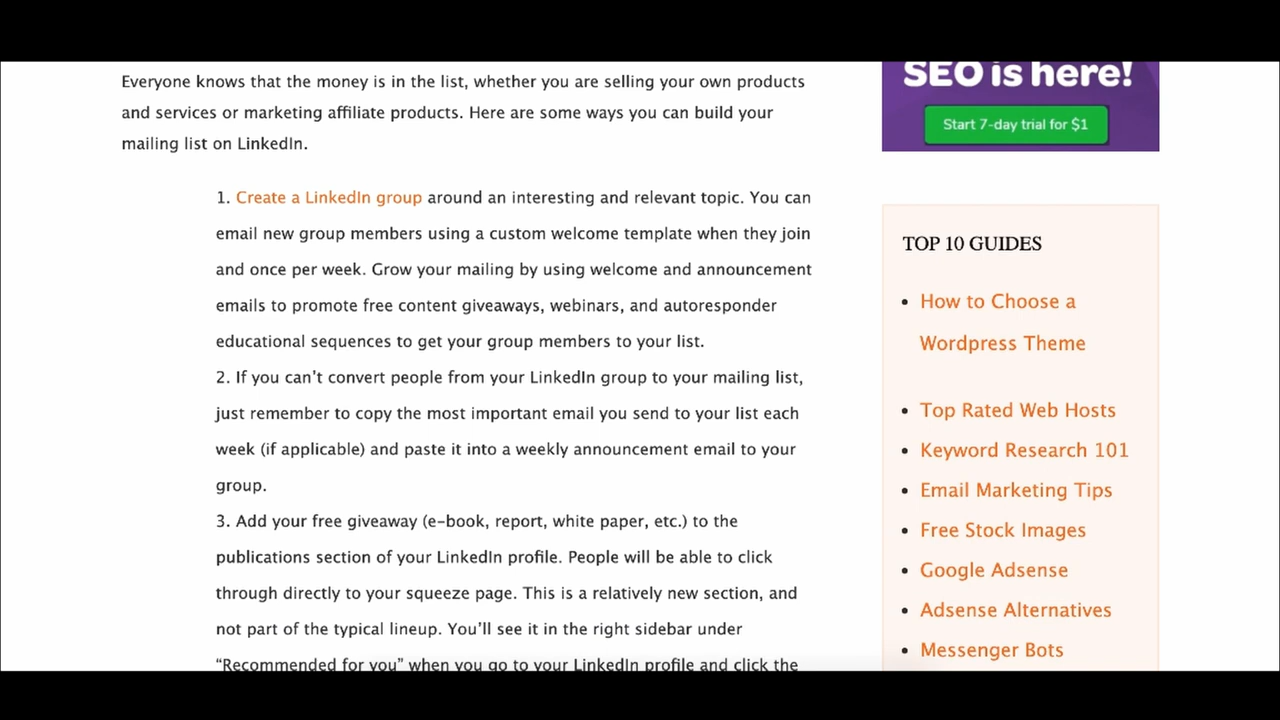 Everyone knows that the money is in the list, whether you are selling your own products
and services or marketing affiliate products. Here are some ways you can build your
mailing list on LinkedIn.
1. Create a LinkedIn group around an interesting and relevant topic. You can
email new group members using a custom welcome template when they join
and once per week. Grow your mailing by using welcome and announcement
emails to promote free content giveaways, webinars, and autoresponder
educational sequences to get your group members to your list.
2. If you can't convert people from your LinkedIn group to your mailing list,
just remember to copy the most important email you send to your list each
week (if applicable) and paste it into a weekly announcement email to your
group.
3. Add your free giveaway (e-book, report, white paper, etc.) to the
publications section of your LinkedIn profile. People will be able to click
through directly to your squeeze page. This is a relatively new section, and
not part of the typical lineup. You’ll see it in the right sidebar under
“Recommended for you” when you go to your LinkedIn profile and click the
SEO is here!
Start 7-day trial for $1
TOP 10 GUIDES
• How to Choose a
Wordpress Theme
• Top Rated Web Hosts
• Keyword Research 101
• Email Marketing Tips
• Free Stock Images
• Google Adsense
• Adsense Alternatives
• Messenger Bots